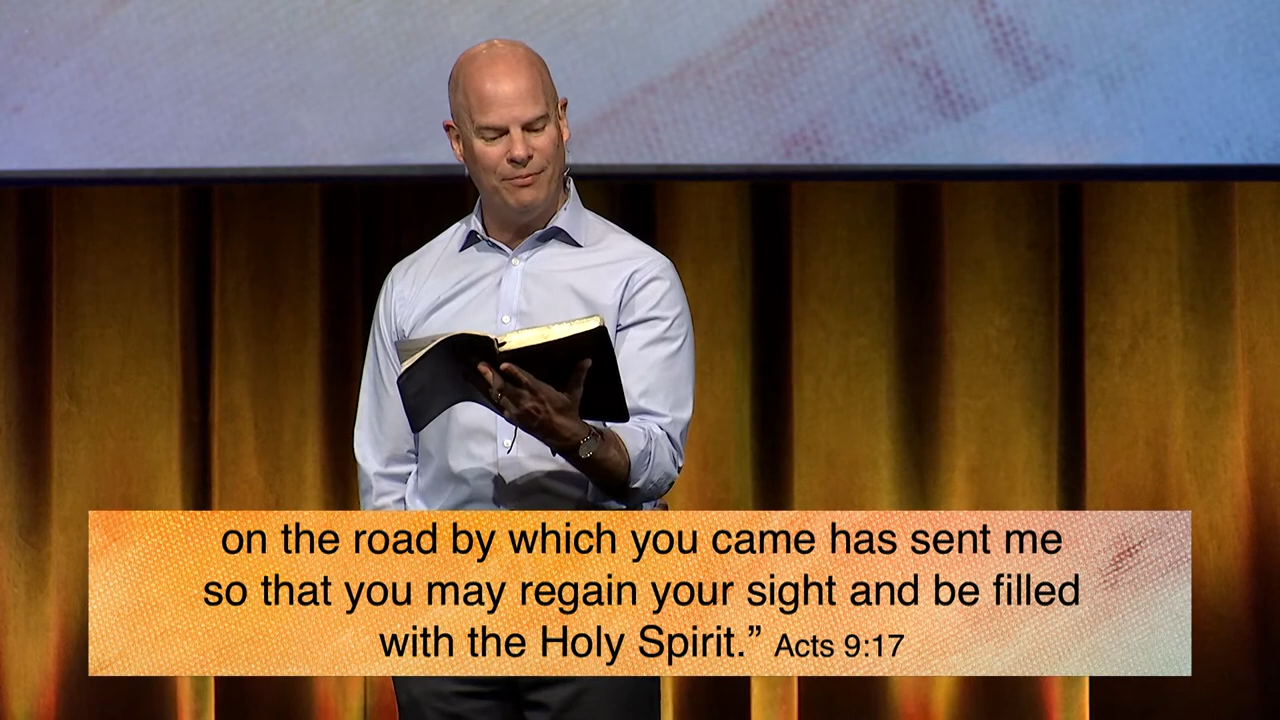 on the road by which you came has sent me
so that you may regain your sight and be filled
with the Holy Spirit.” Acts 9:17